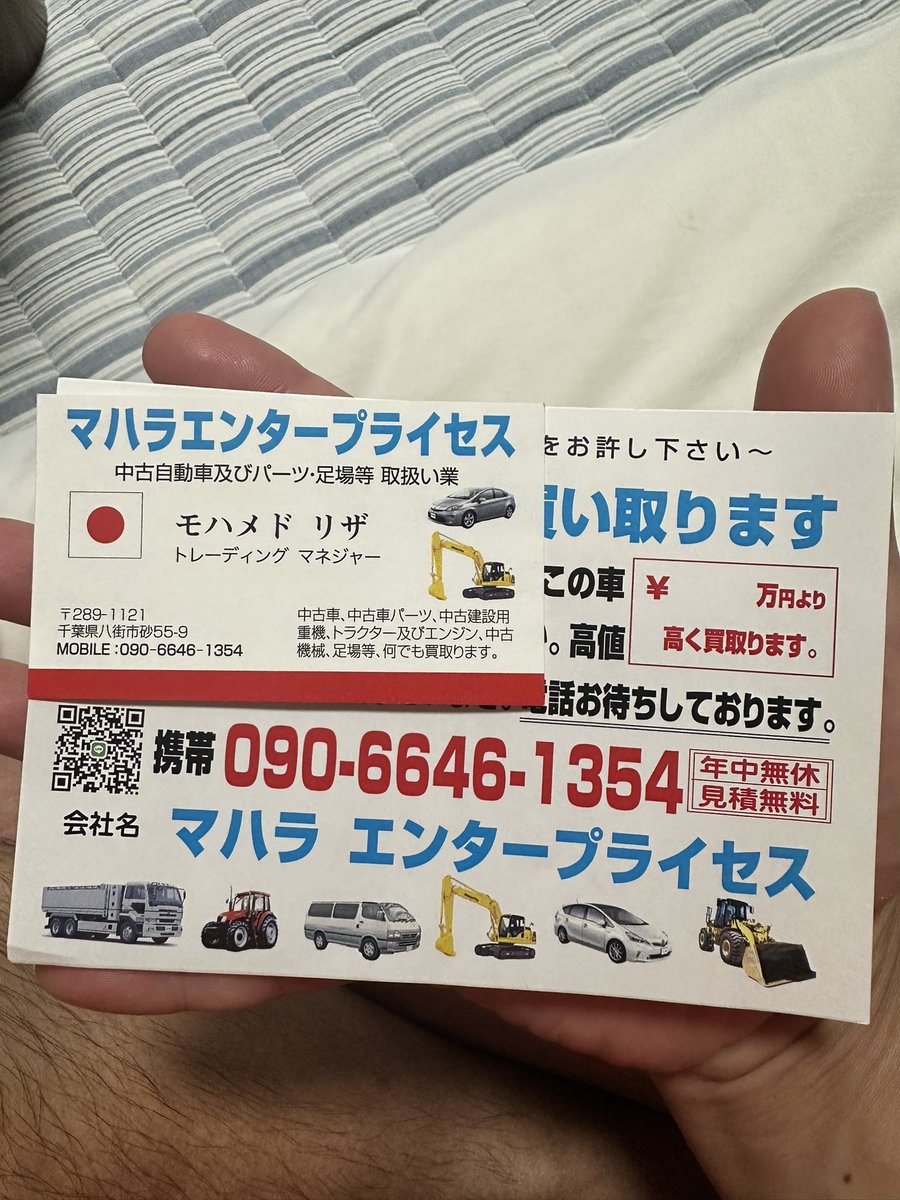 マハラエンタープライセス
中古自動車及びパーツ･足場等 取扱い業
モハメド リザ
トレーディング マネジャー
〒289-1121
千葉県八街市砂55-9
MOBILE : 090-6646-1354
中古車、中古車パーツ、中古建設用
重機、トラクター及びエンジン、中古
機械、足場等、何でも買取ります。
をお許し下さい～
買い取ります
この車
¥ 万円より
。高値
高く買取ります。
電話お待ちしております。
携帯 090-6646-1354
年中無休
見積無料
会社名 マハラ エンタープライセス